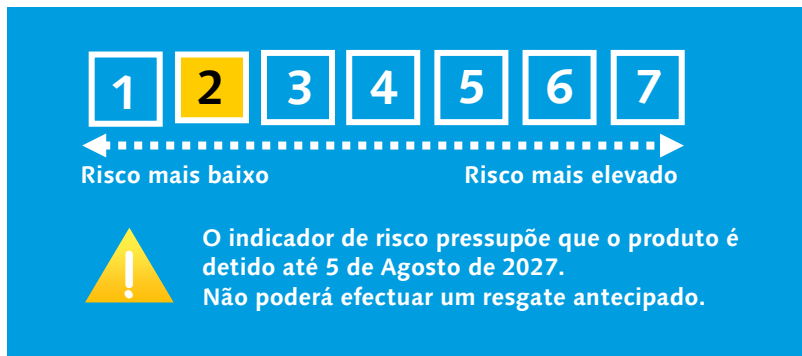 1 2 3 4 5 6 7
Risco mais baixo Risco mais elevado
O indicador de risco pressupõe que o produto é
detido até 5 de Agosto de 2027.
Não poderá efectuar um resgate antecipado.